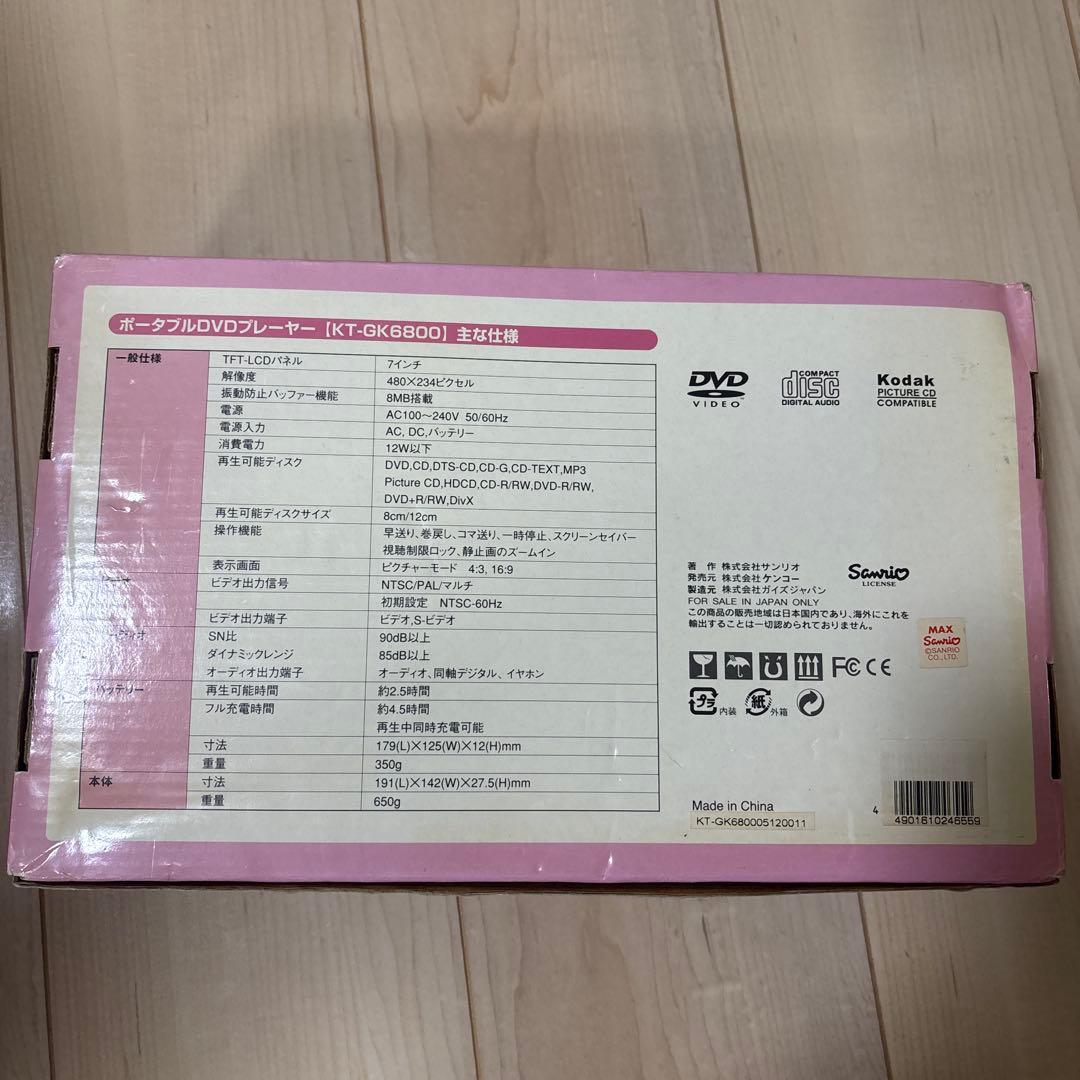 ポータブルDVDプレーヤー【KT-GK6800】主な仕様
一般仕様
TFT-LCDパネル 7インチ
解像度 480×234ピクセル
振動防止バッファー機能 8MB搭載
電源 AC100〜240V 50/60Hz
電源入力 AC, DC,バッテリー
消費電力 12W以下
再生可能ディスク DVD,CD,DTS-CD,CD-G,CD-TEXT,MP3
Picture CD,HDCD,CD-R/RW,DVD-R/RW,
DVD+R/RW,DivX
再生可能ディスクサイズ 8cm/12cm
操作機能 早送り、巻戻し、コマ送り、一時停止、スクリーンセイバー
視聴制限ロック、静止画のズームイン
表示画面 ピクチャーモード 4:3, 16:9
ビデオ出力信号 NTSC/PAL/マルチ
初期設定 NTSC-60Hz
ビデオ出力端子 ビデオ,S-ビデオ
SN比 90dB以上
ダイナミックレンジ 85dB以上
オーディオ出力端子 オーディオ、同軸デジタル、イヤホン
バッテリー
再生可能時間 約2.5時間
フル充電時間 約4.5時間
再生中同時充電可能
寸法 179(L)×125(W)×12(H)mm
重量 350g
本体
寸法 191(L)×142(W)×27.5(H)mm
重量 650g
DVD
VIDEO
COMPACT
disc
DIGITAL AUDIO
Kodak
PICTURE CD
COMPATIBLE
著 作 株式会社サンリオ
発売元 株式会社ケンコー
製造元 株式会社ガイズジャパン
FOR SALE IN JAPAN ONLY
この商品の販売地域は日本国内であり、海外にこれを
輸出することは一切認められておりません。
Sanrio
LICENSE
MAX
Sanrio
©SANRIO
CO., LTD.
FC CE
プラ 内装
紙 外箱
Made in China
KT-GK680005120011
4 901610 246559